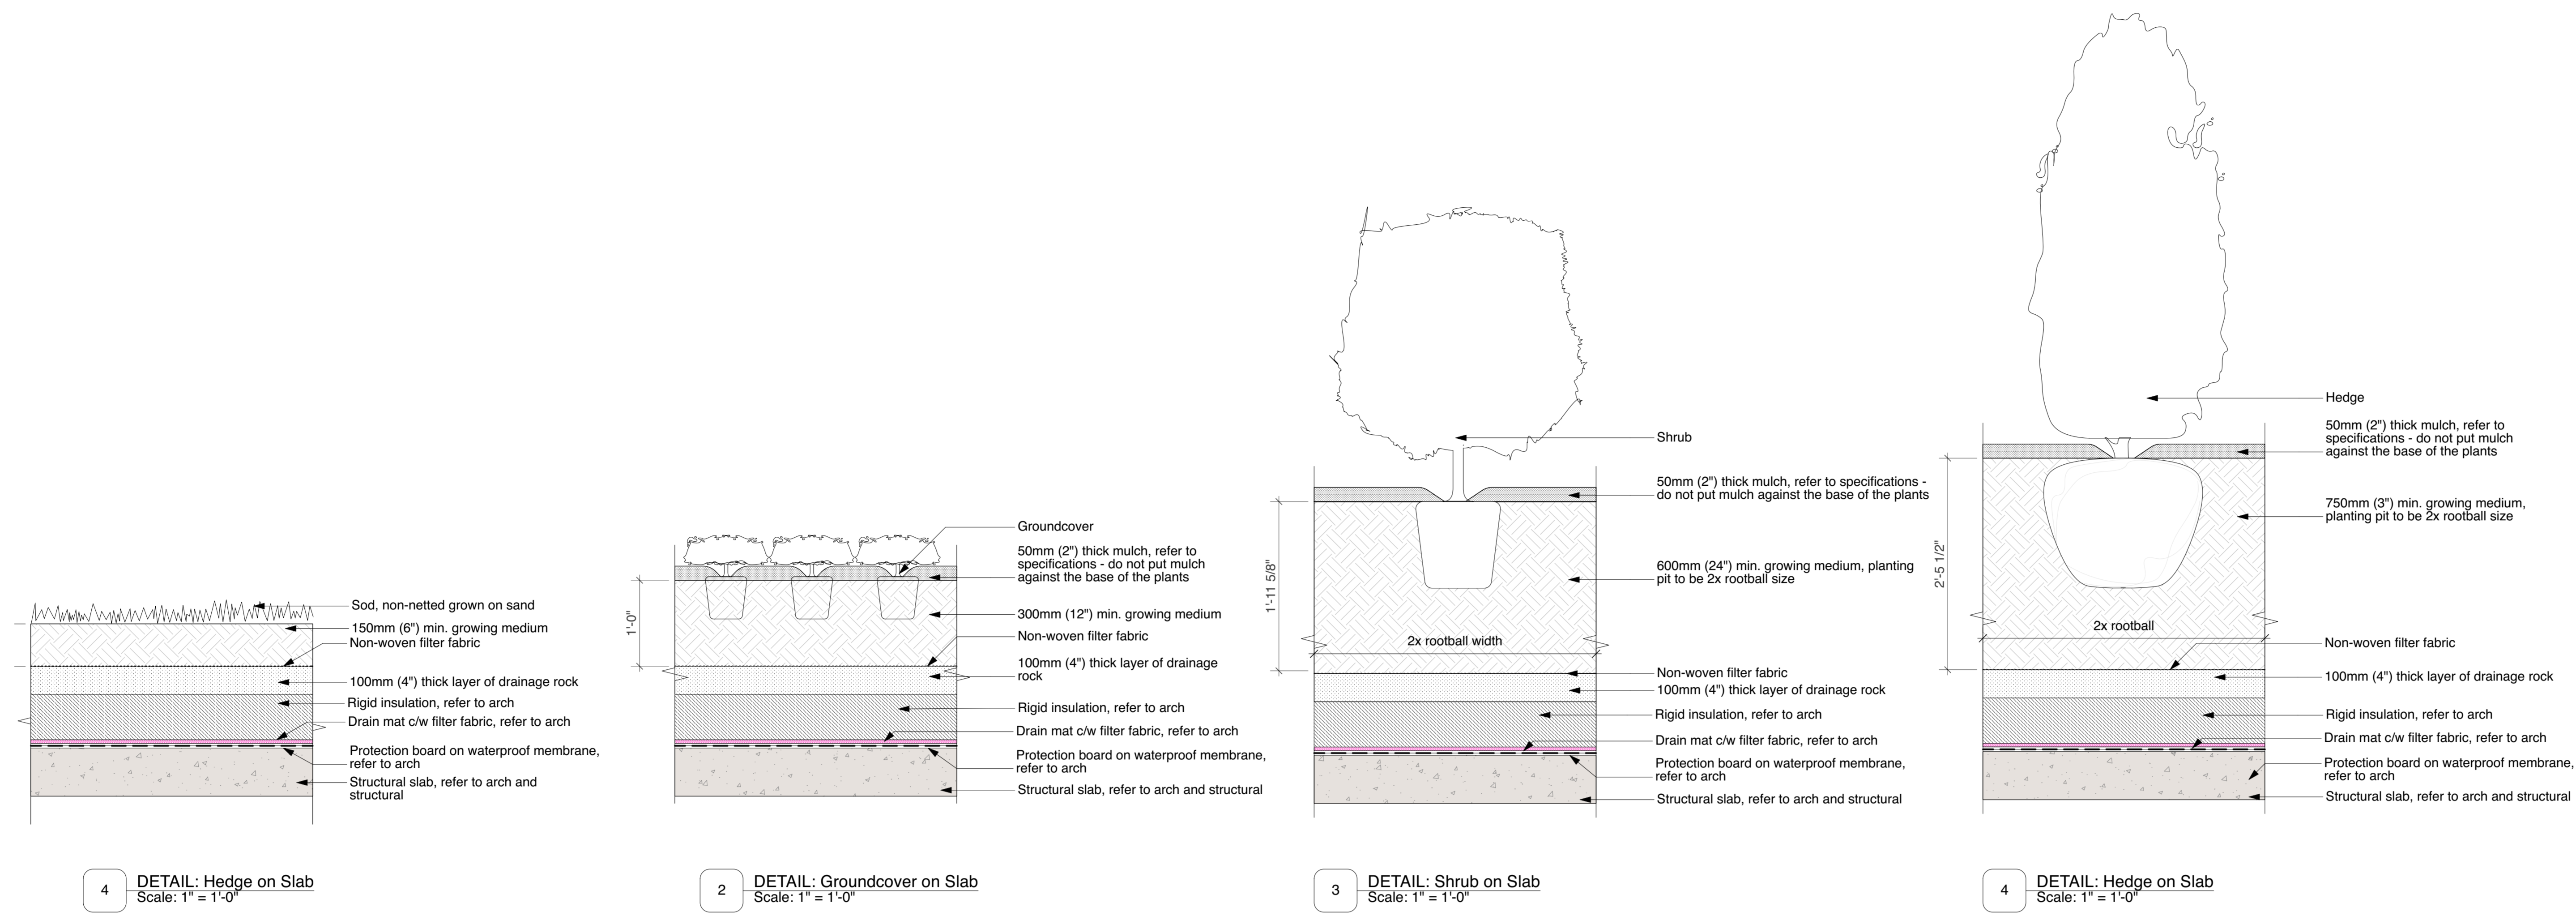 Sod, non-netted grown on sand
150mm (6") min. growing medium
Non-woven filter fabric
100mm (4") thick layer of drainage rock
Rigid insulation, refer to arch
Drain mat c/w filter fabric, refer to arch
Protection board on waterproof membrane,
refer to arch
Structural slab, refer to arch and
structural
4
DETAIL: Hedge on Slab
Scale: 1" = 1'-0"
1'-0"
Groundcover
50mm (2") thick mulch, refer to
specifications - do not put mulch
against the base of the plants
300mm (12") min. growing medium
Non-woven filter fabric
100mm (4") thick layer of drainage
rock
Rigid insulation, refer to arch
Drain mat c/w filter fabric, refer to arch
Protection board on waterproof membrane,
refer to arch
Structural slab, refer to arch and structural
2
DETAIL: Groundcover on Slab
Scale: 1" = 1'-0"
1'-11 5/8"
2x rootball width
Shrub
50mm (2") thick mulch, refer to specifications -
do not put mulch against the base of the plants
600mm (24") min. growing medium, planting
pit to be 2x rootball size
Non-woven filter fabric
100mm (4") thick layer of drainage rock
Rigid insulation, refer to arch
Drain mat c/w filter fabric, refer to arch
Protection board on waterproof membrane,
refer to arch
Structural slab, refer to arch and structural
3
DETAIL: Shrub on Slab
Scale: 1" = 1'-0"
2'-5 1/2"
2x rootball
Hedge
50mm (2") thick mulch, refer to
specifications - do not put mulch
against the base of the plants
750mm (3") min. growing medium,
planting pit to be 2x rootball size
Non-woven filter fabric
100mm (4") thick layer of drainage rock
Rigid insulation, refer to arch
Drain mat c/w filter fabric, refer to arch
Protection board on waterproof membrane,
refer to arch
Structural slab, refer to arch and structural
4
DETAIL: Hedge on Slab
Scale: 1" = 1'-0"